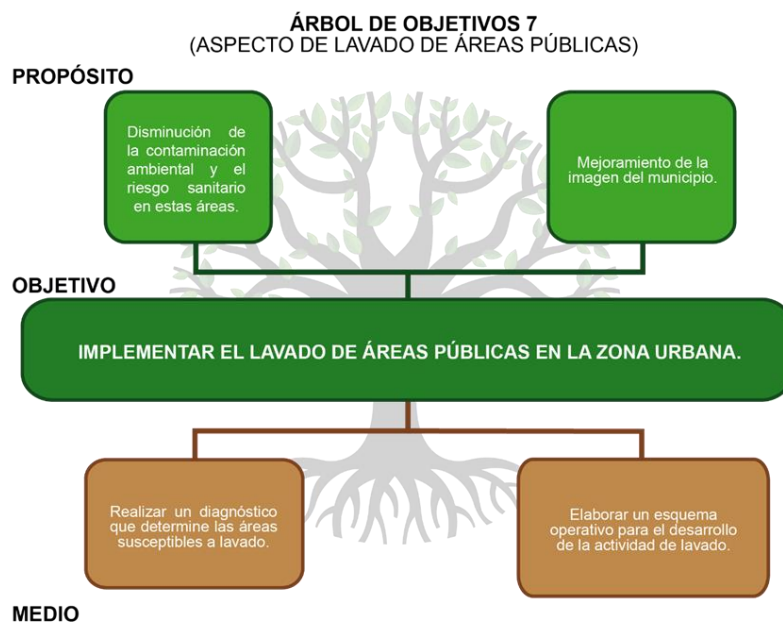 ÁRBOL DE OBJETIVOS 7
(ASPECTO DE LAVADO DE ÁREAS PÚBLICAS)
PROPÓSITO
Disminución de
la contaminación
ambiental y el
riesgo sanitario
en estas áreas.
Mejoramiento de la
imagen del municipio.
OBJETIVO
IMPLEMENTAR EL LAVADO DE ÁREAS PÚBLICAS EN LA ZONA URBANA.
Realizar un diagnóstico
que determine las áreas
susceptibles a lavado.
Elaborar un esquema
operativo para el desarrollo
de la actividad de lavado.
MEDIO